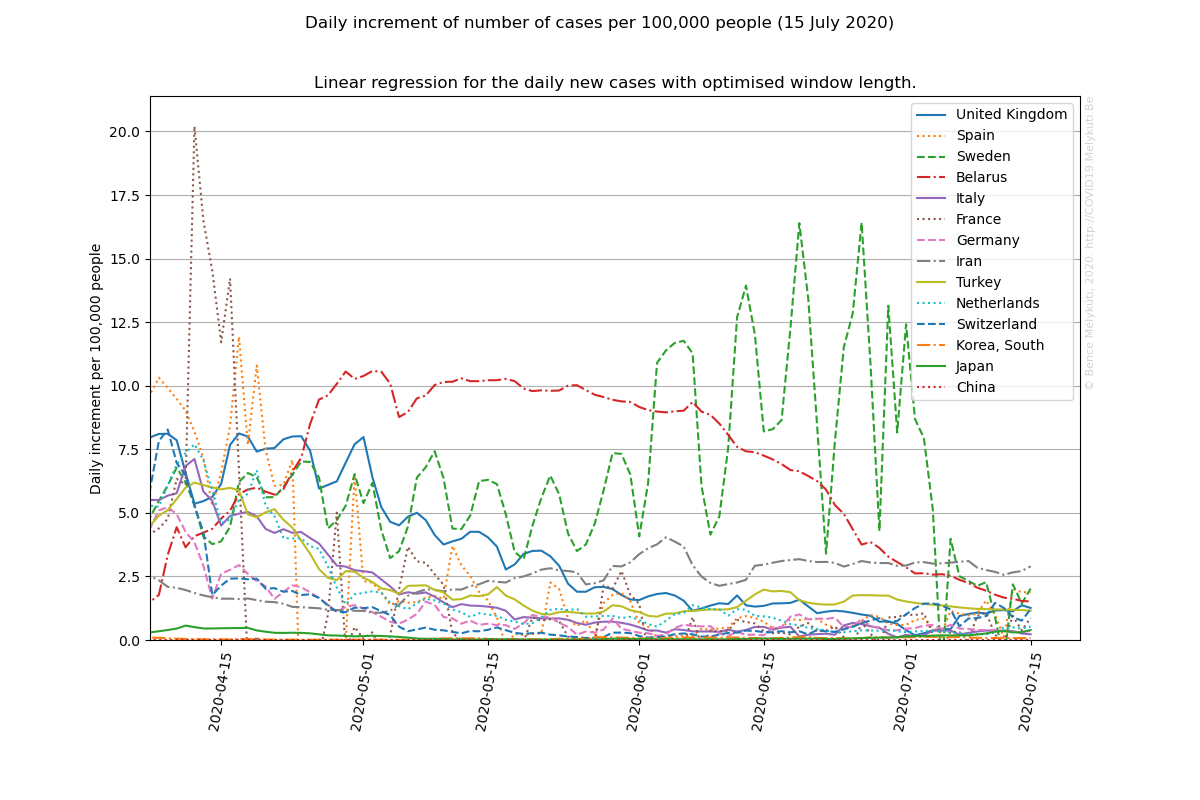 Daily increment of number of cases per 100,000 people (15 July 2020)
Linear regression for the daily new cases with optimised window length.
Daily increment per 100,000 people
20.0
17.5
15.0
12.5
10.0
7.5
5.0
2.5
0.0
2020-04-15
2020-05-01
2020-05-15
2020-06-01
2020-06-15
2020-07-01
2020-07-15
United Kingdom
Spain
Sweden
Belarus
Italy
France
Germany
Iran
Turkey
Netherlands
Switzerland
Korea, South
Japan
China
© Bence Mélykúti, 2020. http://COVID19.Melykuti.Be